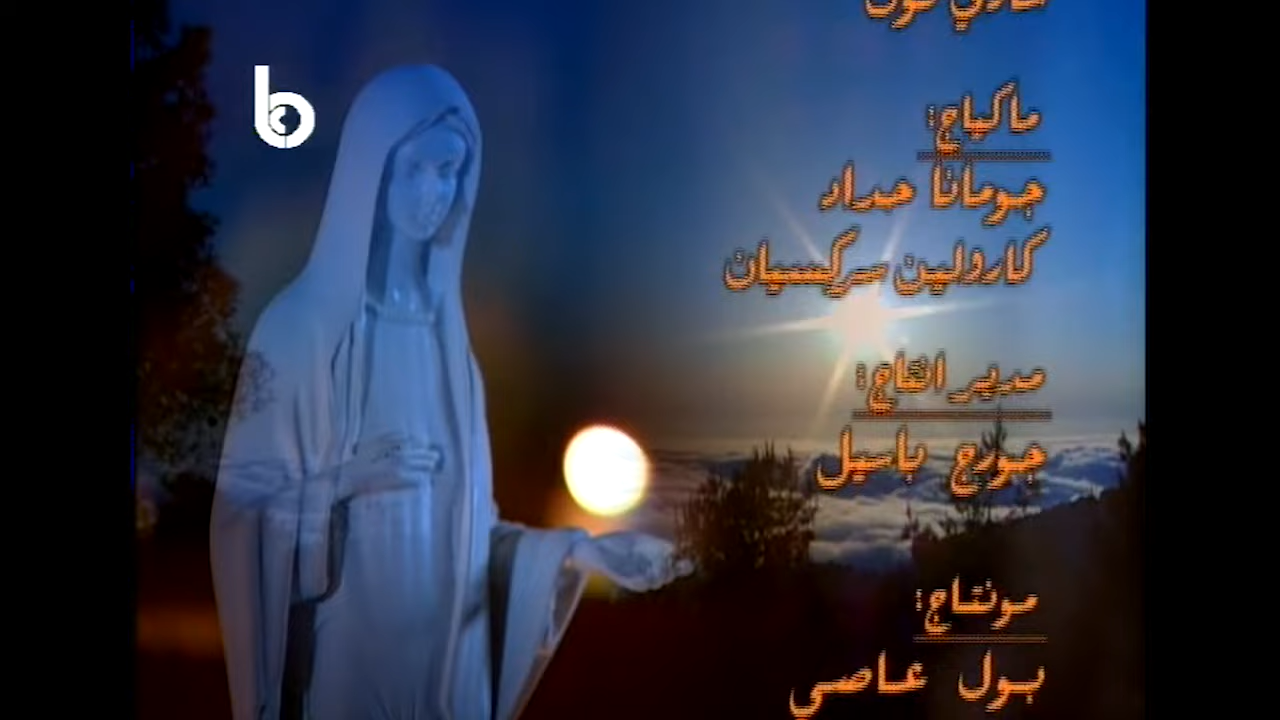 ماكياج:
جومانا حداد
كارولين سركسيان
مدير انتاج:
جورج باسيل
مونتاج:
بول عاصي